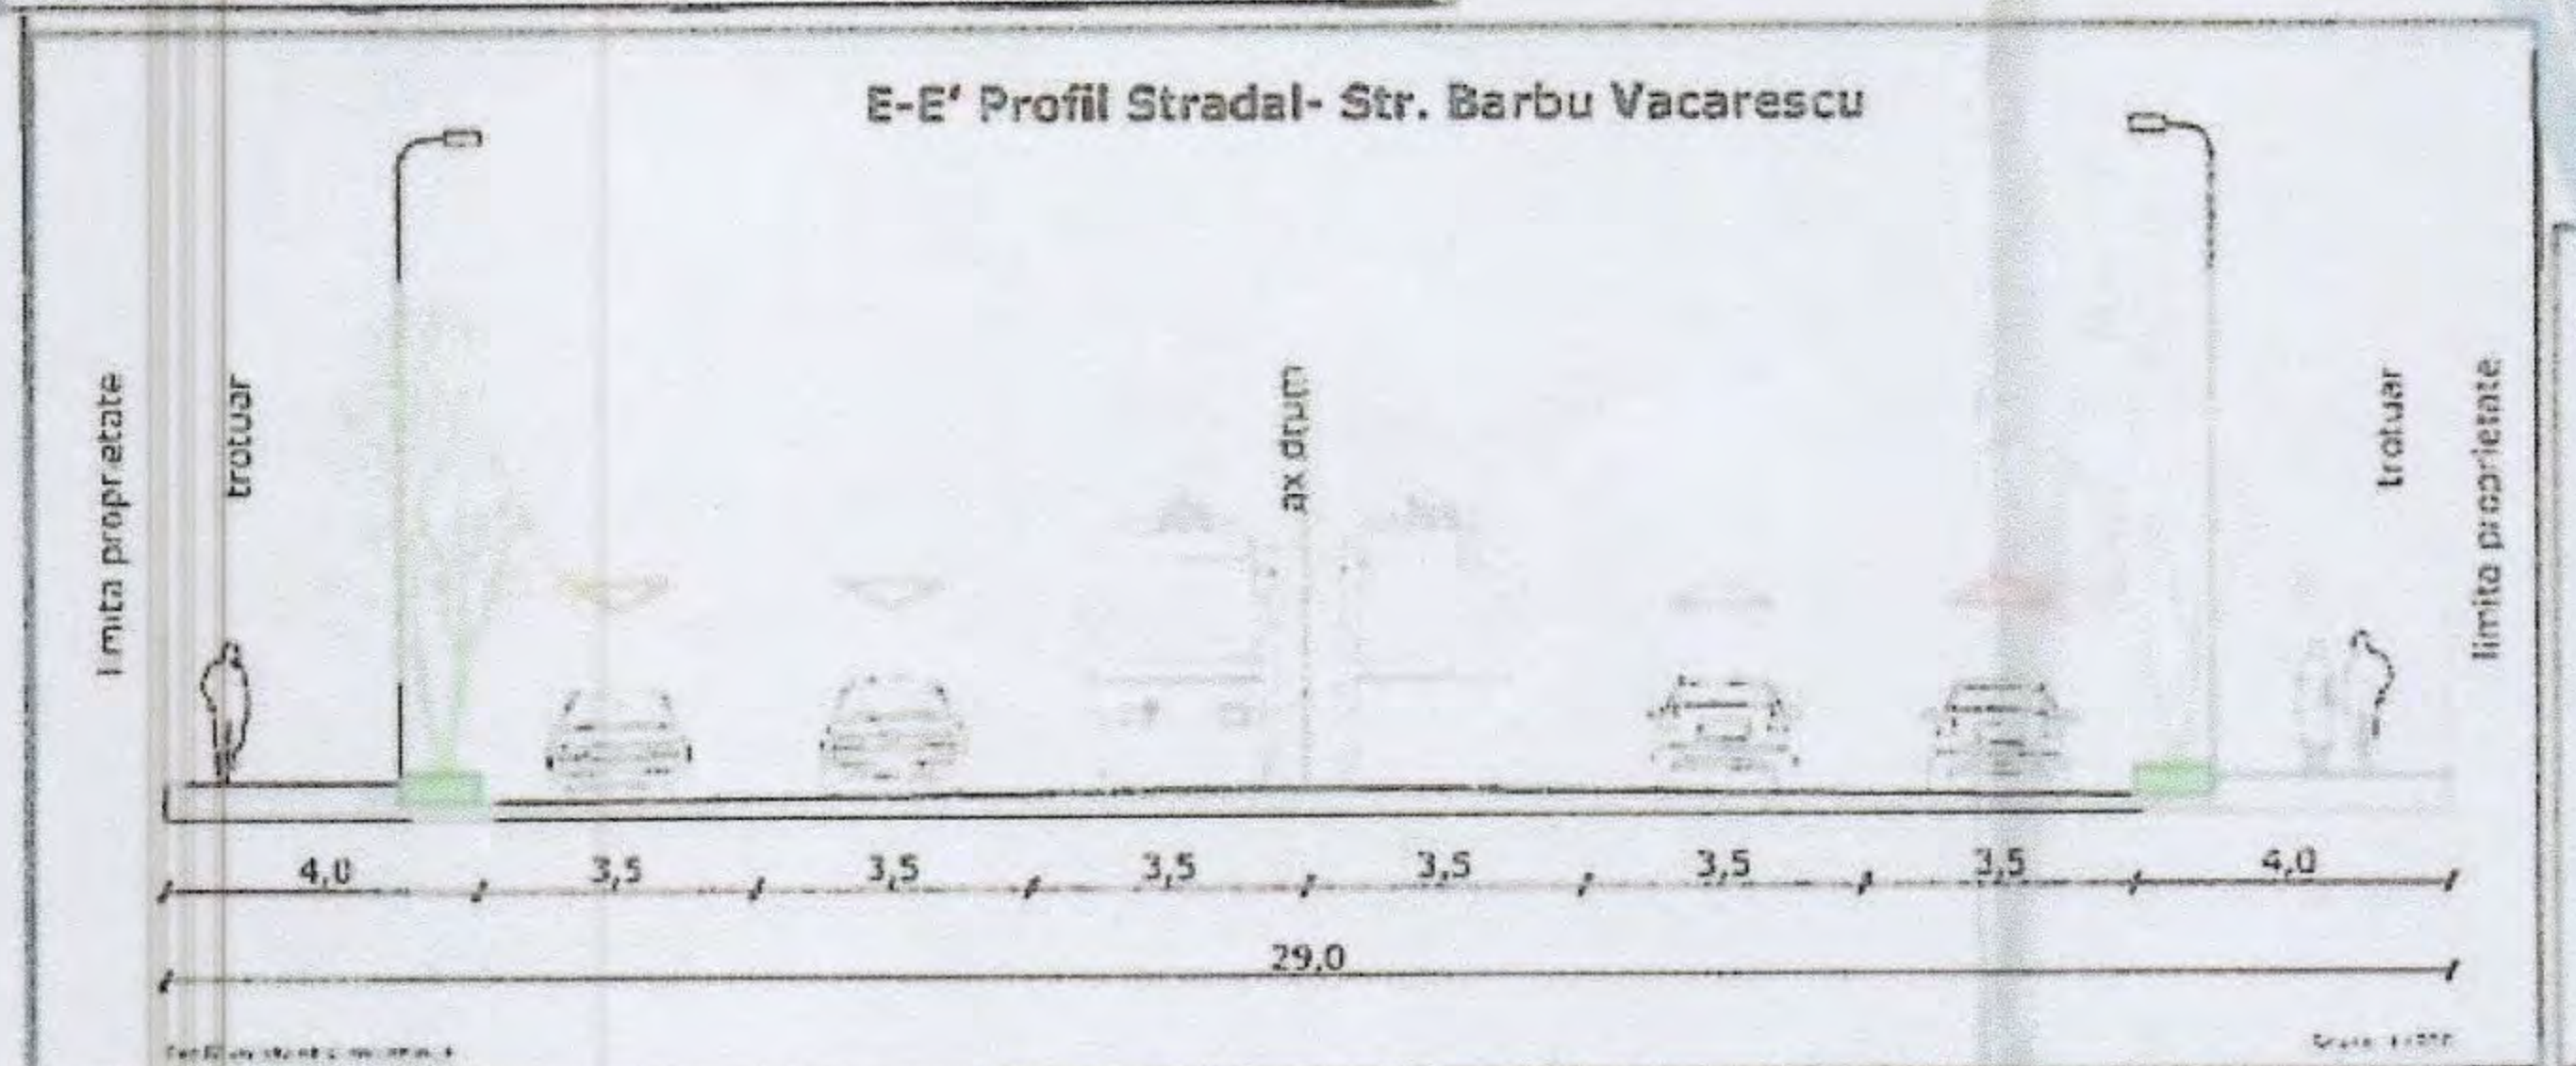 E-E' Profil Stradal- Str. Barbu Vacarescu
limita proprietate
trotuar
ax drum
trotuar
limita proprietate
4,0 3,5 3,5 3,5 3,5 3,5 3,5 4,0
29,0